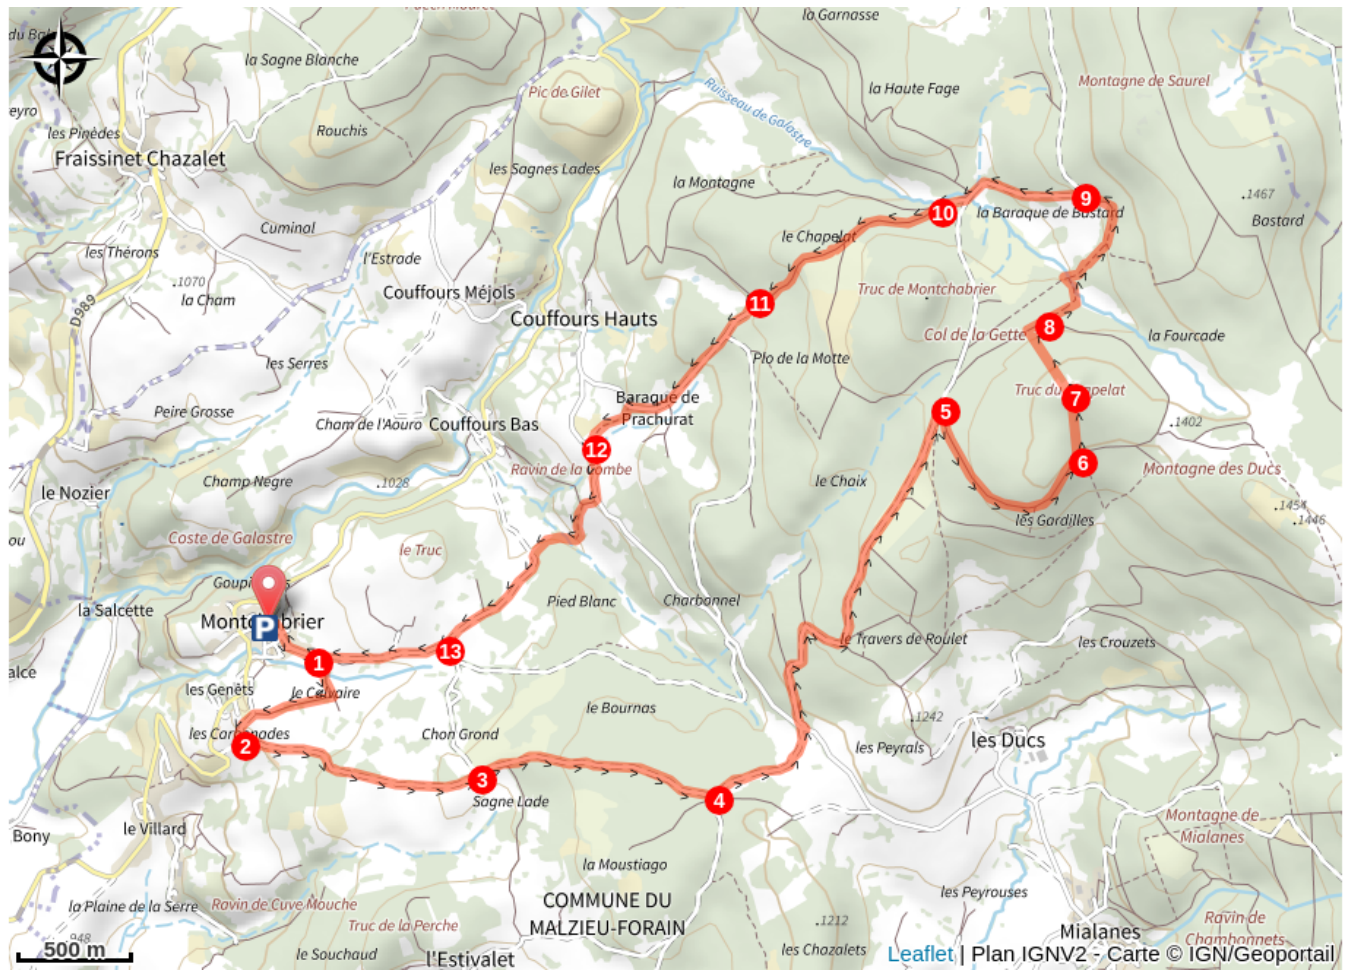 la Garnasse
du Bac
la Sagne Blanche
Pic de Gilet
Ruisseau de Galastre
la Haute Fage
Montagne de Saurel
eyro
les Pinèdes
Rouchis
Fraissinet Chazalet
les Sagnes Lades
la Montagne
.1467
Bastard
9
10
la Baraque de Bastard
Cuminal
le Chapelat
les Thérons
l'Estrade
.1070
la Cham
Couffours Méjols
Truc de Montchabrier
11
D989
Couffours Hauts
Col de la Gette
8
la Fourcade
les Serres
Plo de la Motte
Baraque de
Prachurat
Truc du Chapelat
7
Peire Grosse
Cham de l'Aouro
Couffours Bas
5
.1402
12
Ravin de la Combe
6
Montagne des Ducs
Champ Nègre
.1028
le Chaix
le Nozier
.1454
.1446
les Gardilles
ou
Coste de Galastre
le Truc
la Salcette
Montchabrier
P
Pied Blanc
Charbonnel
le Travers de Roulet
les Crouzets
13
1
alce
les Genêts
le Calvaire
le Bournas
.1242
les Carbonades
2
Chon Grond
les Peyrals
les Ducs
3
Sagne Lade
4
le Villard
Bony
Montagne de
Mialanes
la Moustiago
les Peyrouses
la Plaine de la Serre
Ravin de Cuve Mouche
COMMUNE DU
MALZIEU-FORAIN
Truc de la Perche
.1212
Mialanes
Ravin de
Chambonnets
948
500 m
le Souchaud
l'Estivalet
les Chazalets
Leaflet | Plan IGNV2 - Carte © IGN/Geoportail